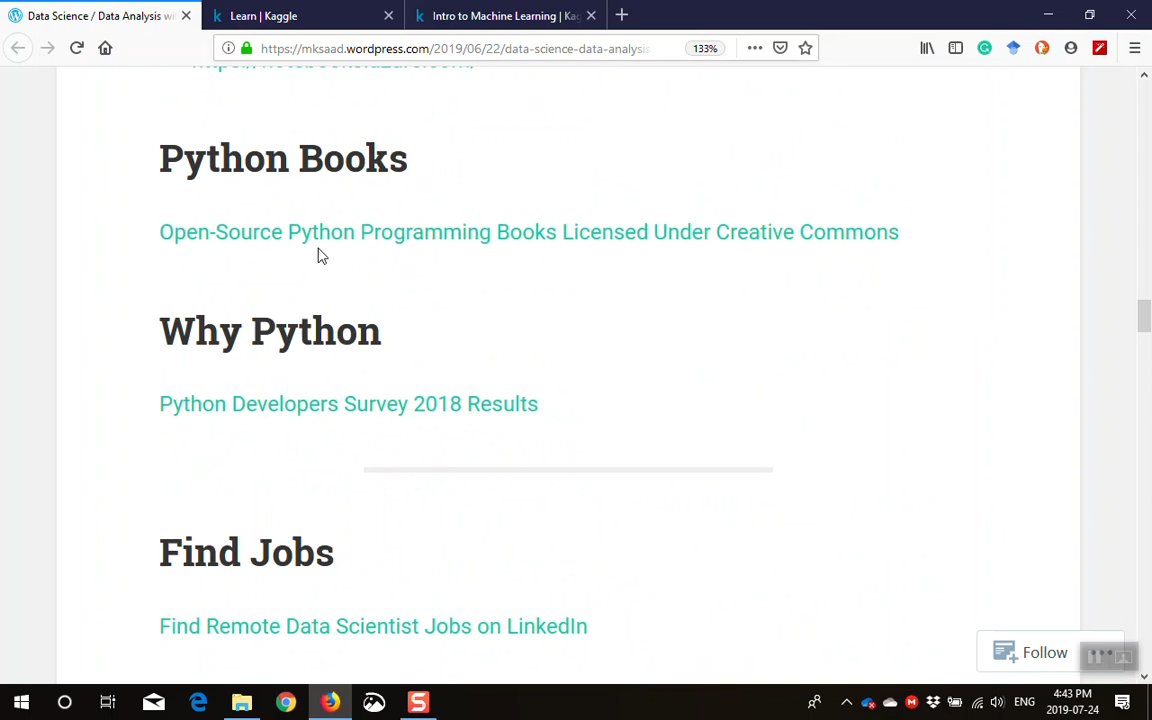 Data Science / Data Analysis wi
Learn | Kaggle
Intro to Machine Learning | Kag
https://mksaad.wordpress.com/2019/06/22/data-science-data-analysis
133%
Python Books
Open-Source Python Programming Books Licensed Under Creative Commons
Why Python
Python Developers Survey 2018 Results
Find Jobs
Find Remote Data Scientist Jobs on LinkedIn
Follow
ENG
4:43 PM
2019-07-24